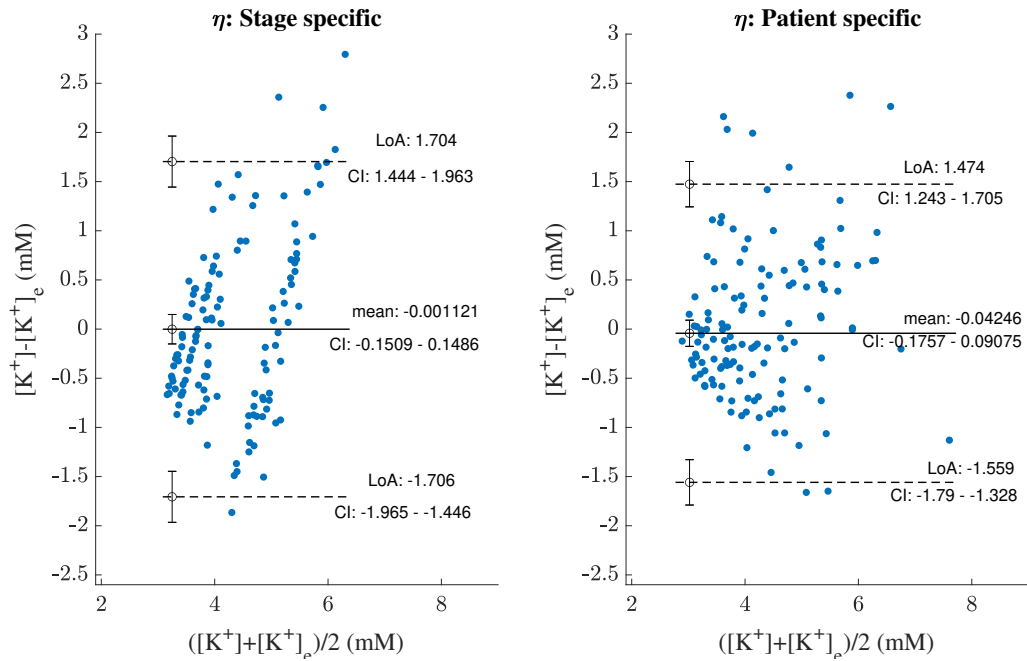 η: Stage specific
3
2.5
2
1.5
1
0.5
0
-0.5
-1
-1.5
-2
-2.5
[K⁺]-[K⁺]ₑ (mM)
LoA: 1.704
CI: 1.444 - 1.963
mean: -0.001121
CI: -0.1509 - 0.1486
LoA: -1.706
CI: -1.965 - -1.446
2 4 6 8
([K⁺]+[K⁺]ₑ)/2 (mM)
η: Patient specific
3
2.5
2
1.5
1
0.5
0
-0.5
-1
-1.5
-2
-2.5
[K⁺]-[K⁺]ₑ (mM)
LoA: 1.474
CI: 1.243 - 1.705
mean: -0.04246
CI: -0.1757 - 0.09075
LoA: -1.559
CI: -1.79 - -1.328
2 4 6 8
([K⁺]+[K⁺]ₑ)/2 (mM)